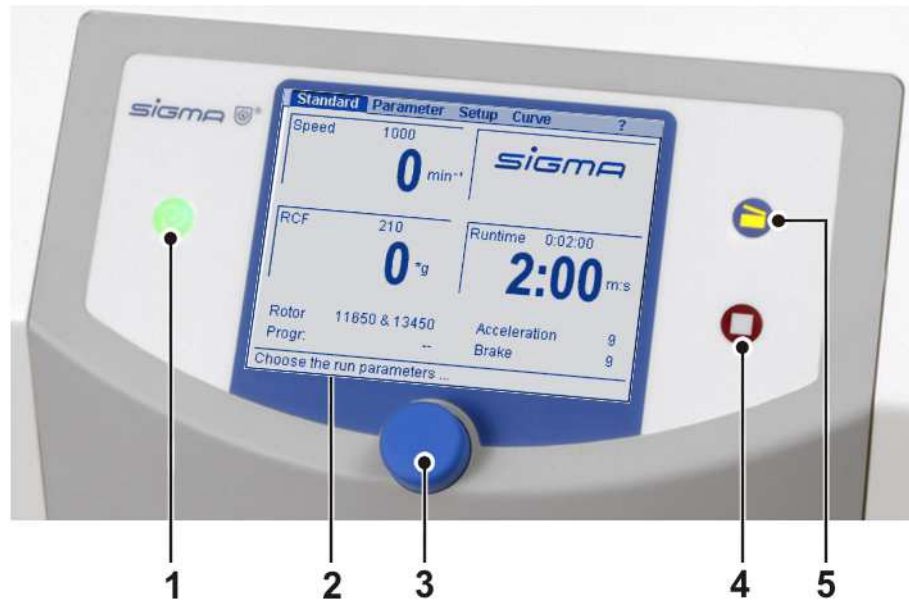 sigma
Standard Parameter Setup Curve ?
Speed 1000
0 min⁻¹
sigma
RCF 210
0 *g
Runtime 0:02:00
2:00 m:s
Rotor 11650 & 13450
Progr: --
Acceleration 9
Brake 9
Choose the run parameters ...
1 2 3 4 5